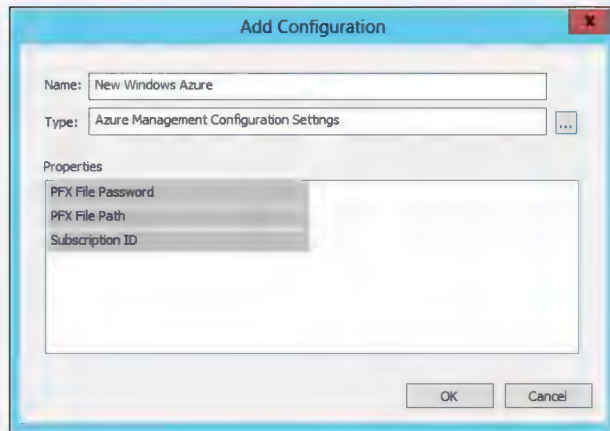 Add Configuration
x
Name: New Windows Azure
Type: Azure Management Configuration Settngs
...
Properties
PFX File Password
PFX File Path
Subscription ID
OK Cancel